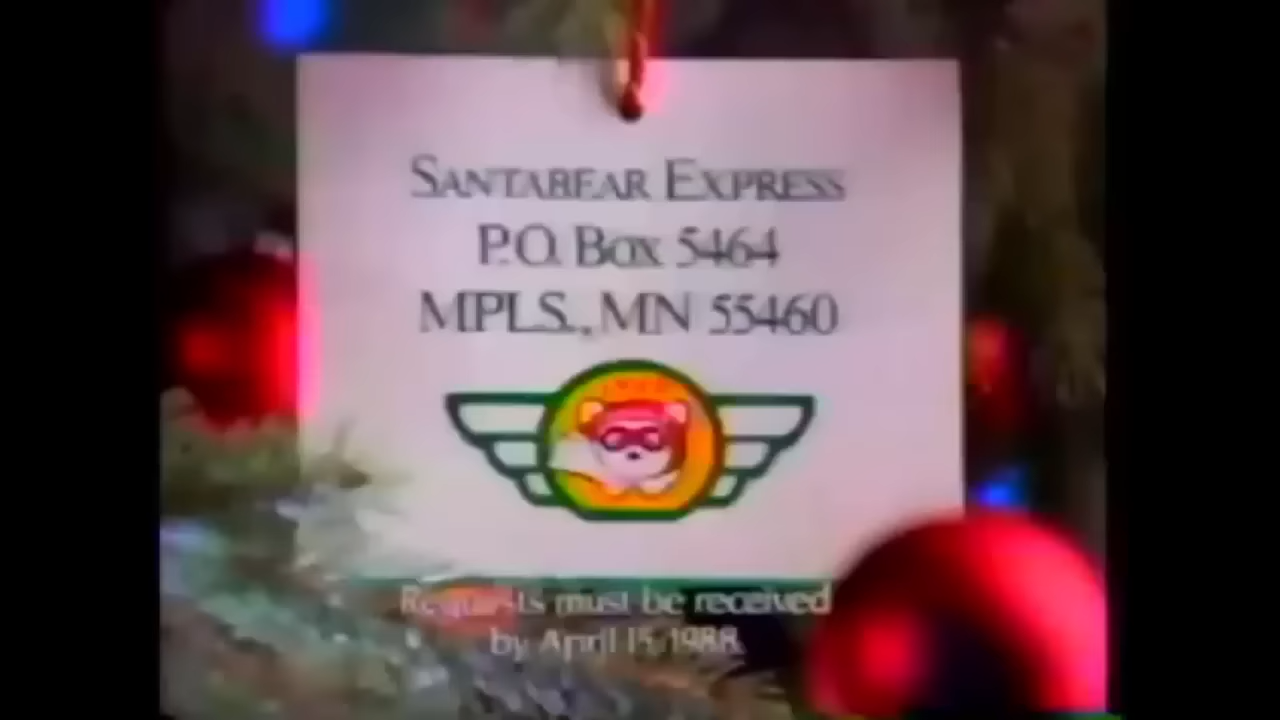 SANTABEAR EXPRESS
P.O. Box 5464
MPLS., MN 55460
Requests must be received
by April 15, 1988.